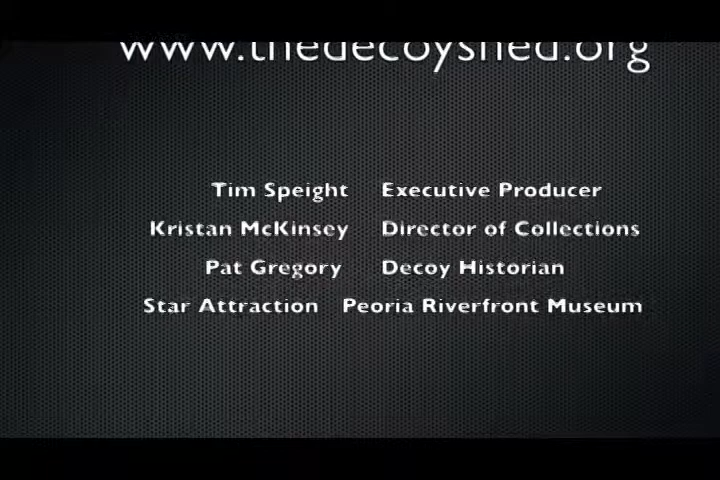 www.thedecoyshed.org
Tim Speight Executive Producer
Kristan McKinsey Director of Collections
Pat Gregory Decoy Historian
Star Attraction Peoria Riverfront Museum